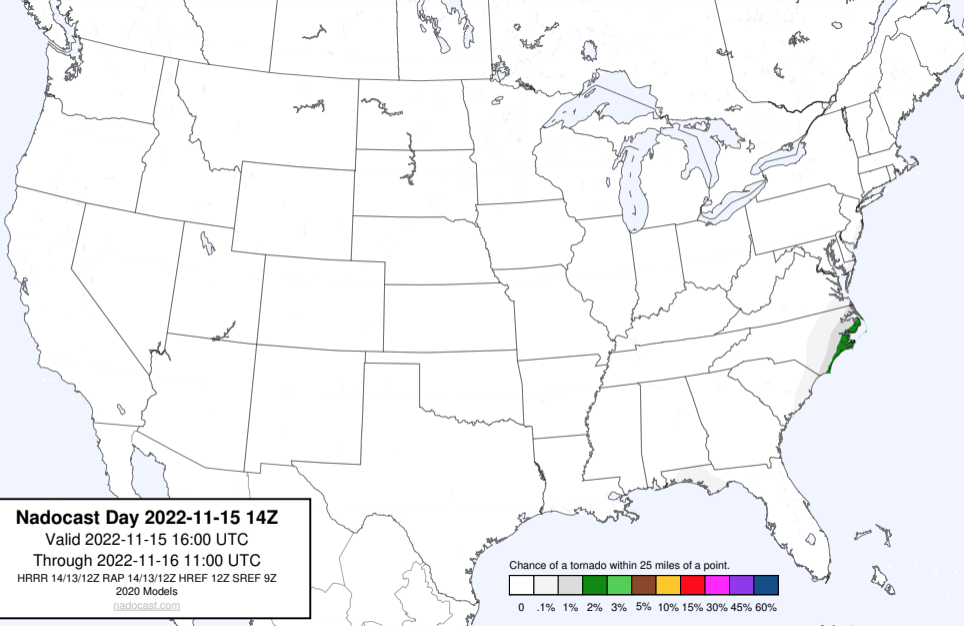 Nadocast Day 2022-11-15 14Z
Valid 2022-11-15 16:00 UTC
Through 2022-11-16 11:00 UTC
HRRR 14/13/12Z RAP 14/13/12Z HREF 12Z SREF 9Z
2020 Models
nadocast.com
Chance of a tornado within 25 miles of a point.
0 .1% 1% 2% 3% 5% 10% 15% 30% 45% 60%